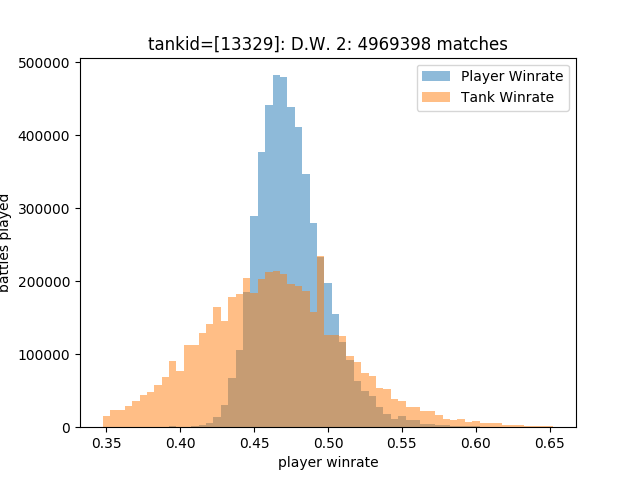 tankid=[13329]: D.W. 2: 4969398 matches
500000
400000
300000
200000
100000
0
battles played
Player Winrate
Tank Winrate
0.35 0.40 0.45 0.50 0.55 0.60 0.65
player winrate